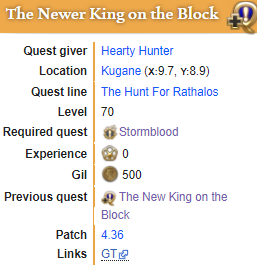 The Newer King on the Block
Quest giver Hearty Hunter
Location Kugane (X:9.7, Y:8.9)
Quest line The Hunt For Rathalos
Level 70
Required quest Stormblood
Experience 0
Gil 500
Previous quest The New King on the
Block
Patch 4.36
Links GT